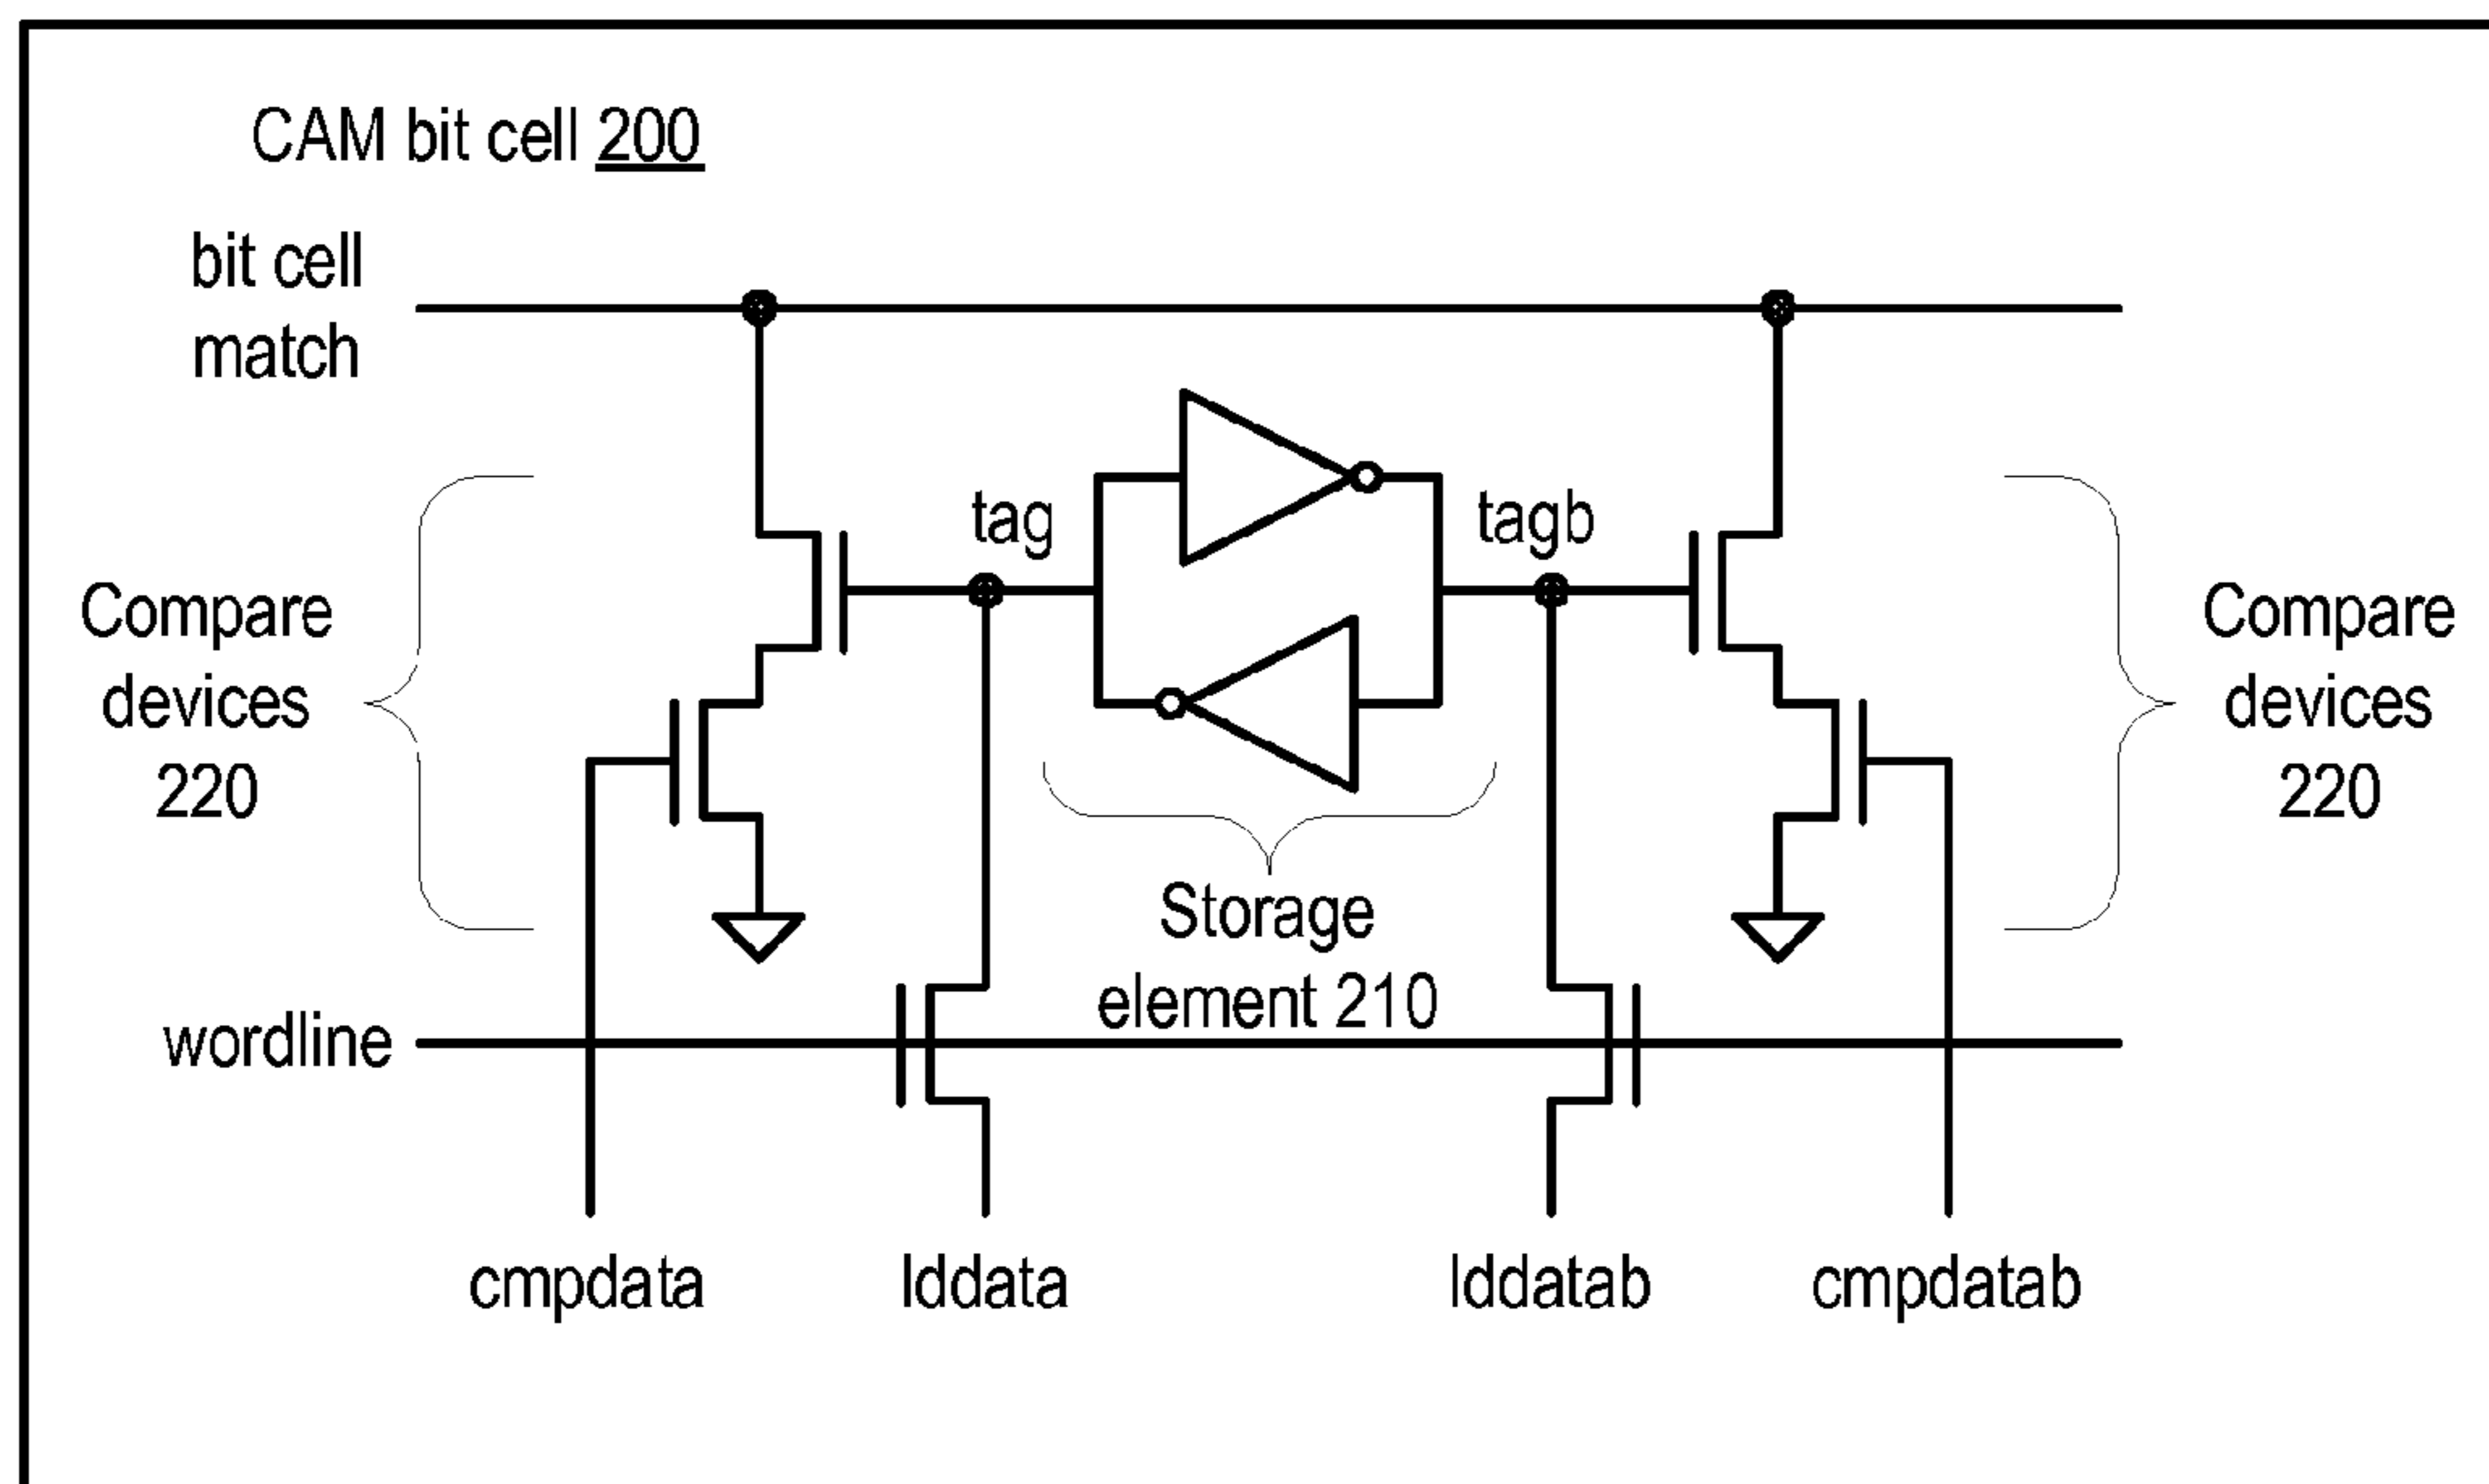 CAM bit cell 200
bit cell
match
tag
tagb
Compare
devices
220
Compare
devices
220
Storage
element 210
wordline
cmpdata
lddata
lddatab
cmpdatab